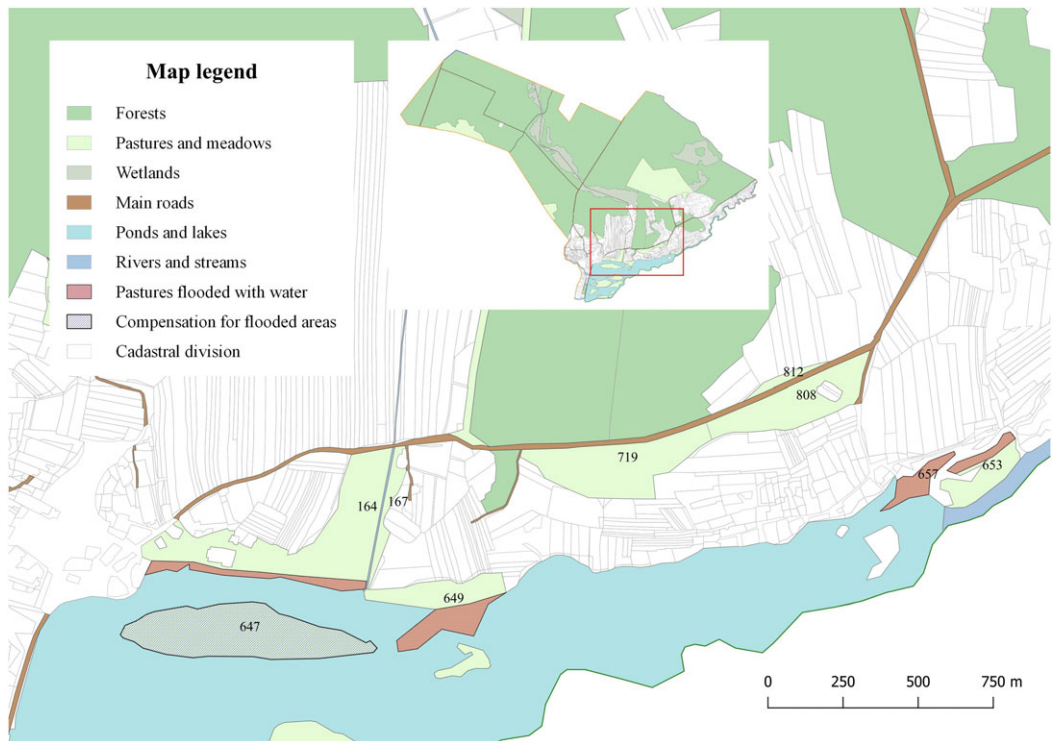 Map legend
Forests
Pastures and meadows
Wetlands
Main roads
Ponds and lakes
Rivers and streams
Pastures flooded with water
Compensation for flooded areas
Cadastral division
812
808
719
653
657
167
164
649
647
0 250 500 750 m